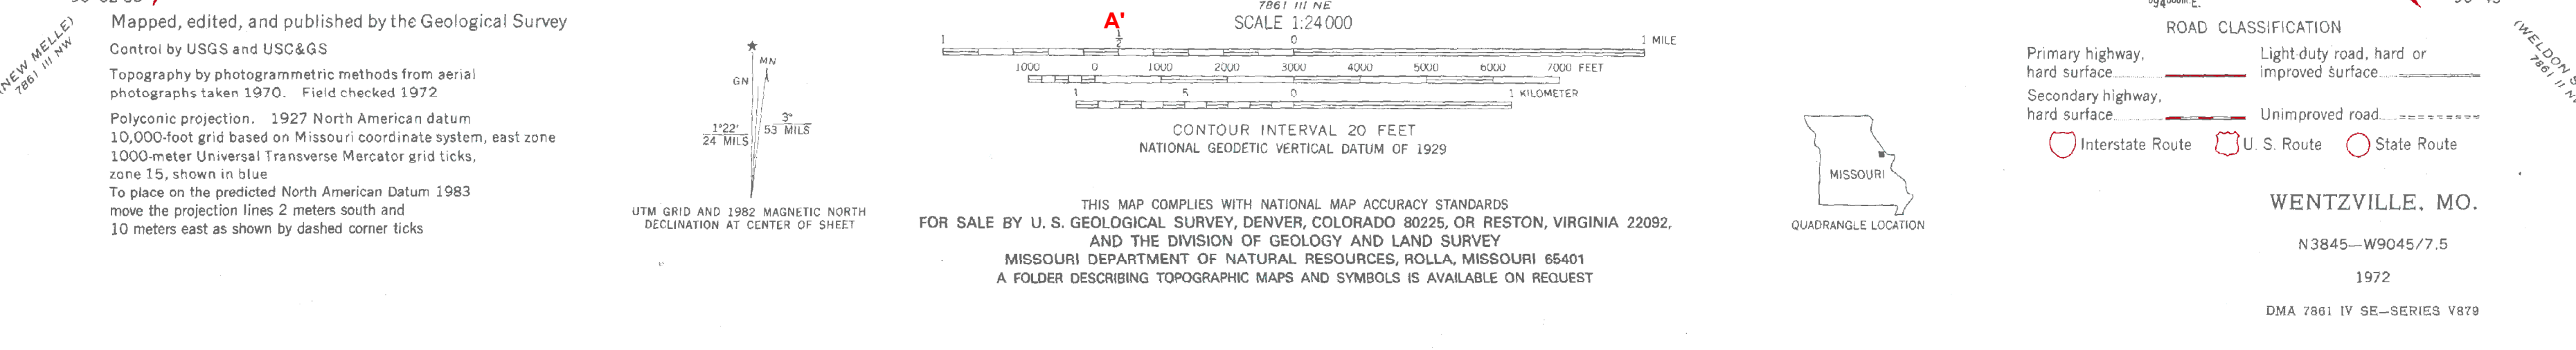 (NEW MELLE)
7861 III NW
Mapped, edited, and published by the Geological Survey
Control by USGS and USC&GS
Topography by photogrammetric methods from aerial
photographs taken 1970. Field checked 1972
Polyconic projection. 1927 North American datum
10,000-foot grid based on Missouri coordinate system, east zone
1000-meter Universal Transverse Mercator grid ticks,
zone 15, shown in blue
To place on the predicted North American Datum 1983
move the projection lines 2 meters south and
10 meters east as shown by dashed corner ticks
★
MN
GN
1°22'
24 MILS
3°
53 MILS
UTM GRID AND 1982 MAGNETIC NORTH
DECLINATION AT CENTER OF SHEET
7861 III NE
A'
SCALE 1:24 000
1 1/2 0 1 MILE
1000 0 1000 2000 3000 4000 5000 6000 7000 FEET
1 .5 0 1 KILOMETER
CONTOUR INTERVAL 20 FEET
NATIONAL GEODETIC VERTICAL DATUM OF 1929
THIS MAP COMPLIES WITH NATIONAL MAP ACCURACY STANDARDS
FOR SALE BY U. S. GEOLOGICAL SURVEY, DENVER, COLORADO 80225, OR RESTON, VIRGINIA 22092,
AND THE DIVISION OF GEOLOGY AND LAND SURVEY
MISSOURI DEPARTMENT OF NATURAL RESOURCES, ROLLA, MISSOURI 65401
A FOLDER DESCRIBING TOPOGRAPHIC MAPS AND SYMBOLS IS AVAILABLE ON REQUEST
MISSOURI
QUADRANGLE LOCATION
ROAD CLASSIFICATION
Primary highway,
hard surface
Light-duty road, hard or
improved surface
Secondary highway,
hard surface
Unimproved road
Interstate Route
U. S. Route
State Route
(WELDON
7861 II
WENTZVILLE, MO.
N3845—W9045/7.5
1972
DMA 7861 IV SE—SERIES V879